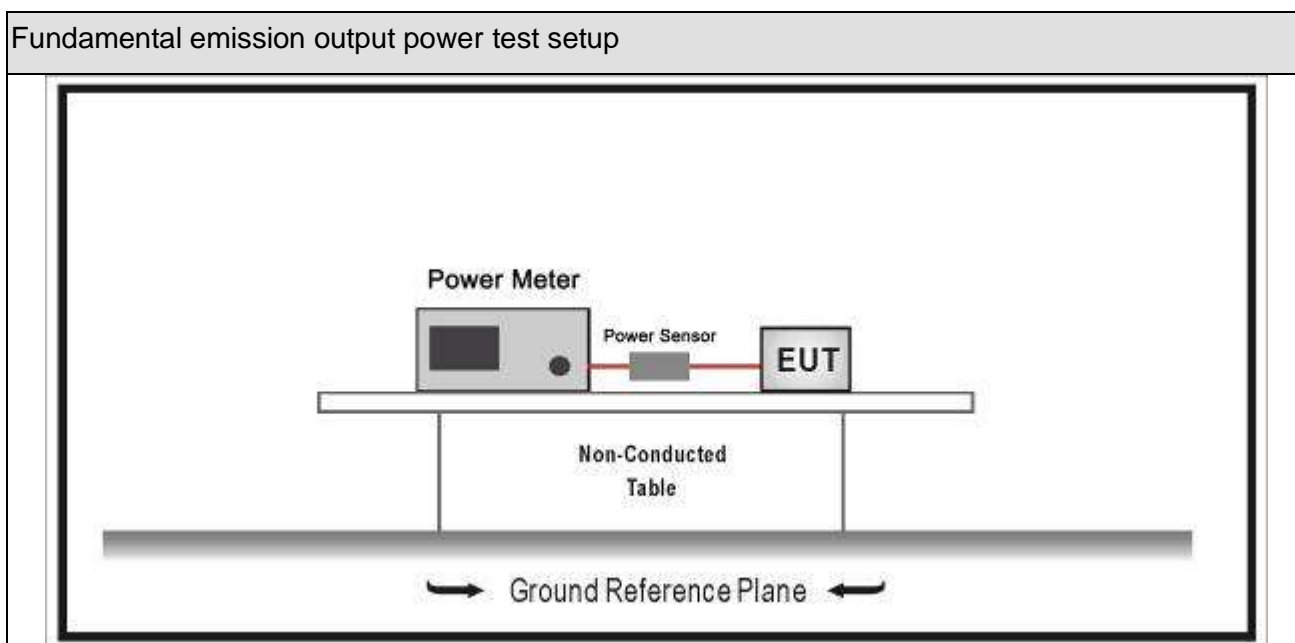 Fundamental emission output power test setup
Power Meter
Power Sensor
EUT
Non-Conducted
Table
Ground Reference Plane